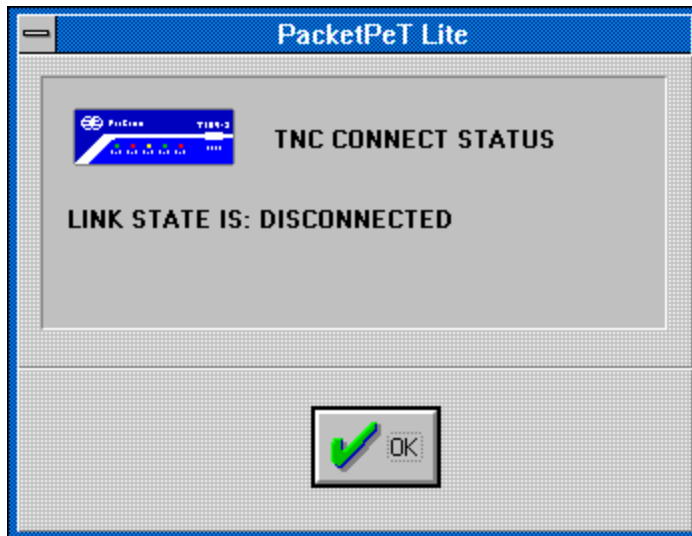 PacketPeT Lite
TNC CONNECT STATUS
LINK STATE IS: DISCONNECTED
OK